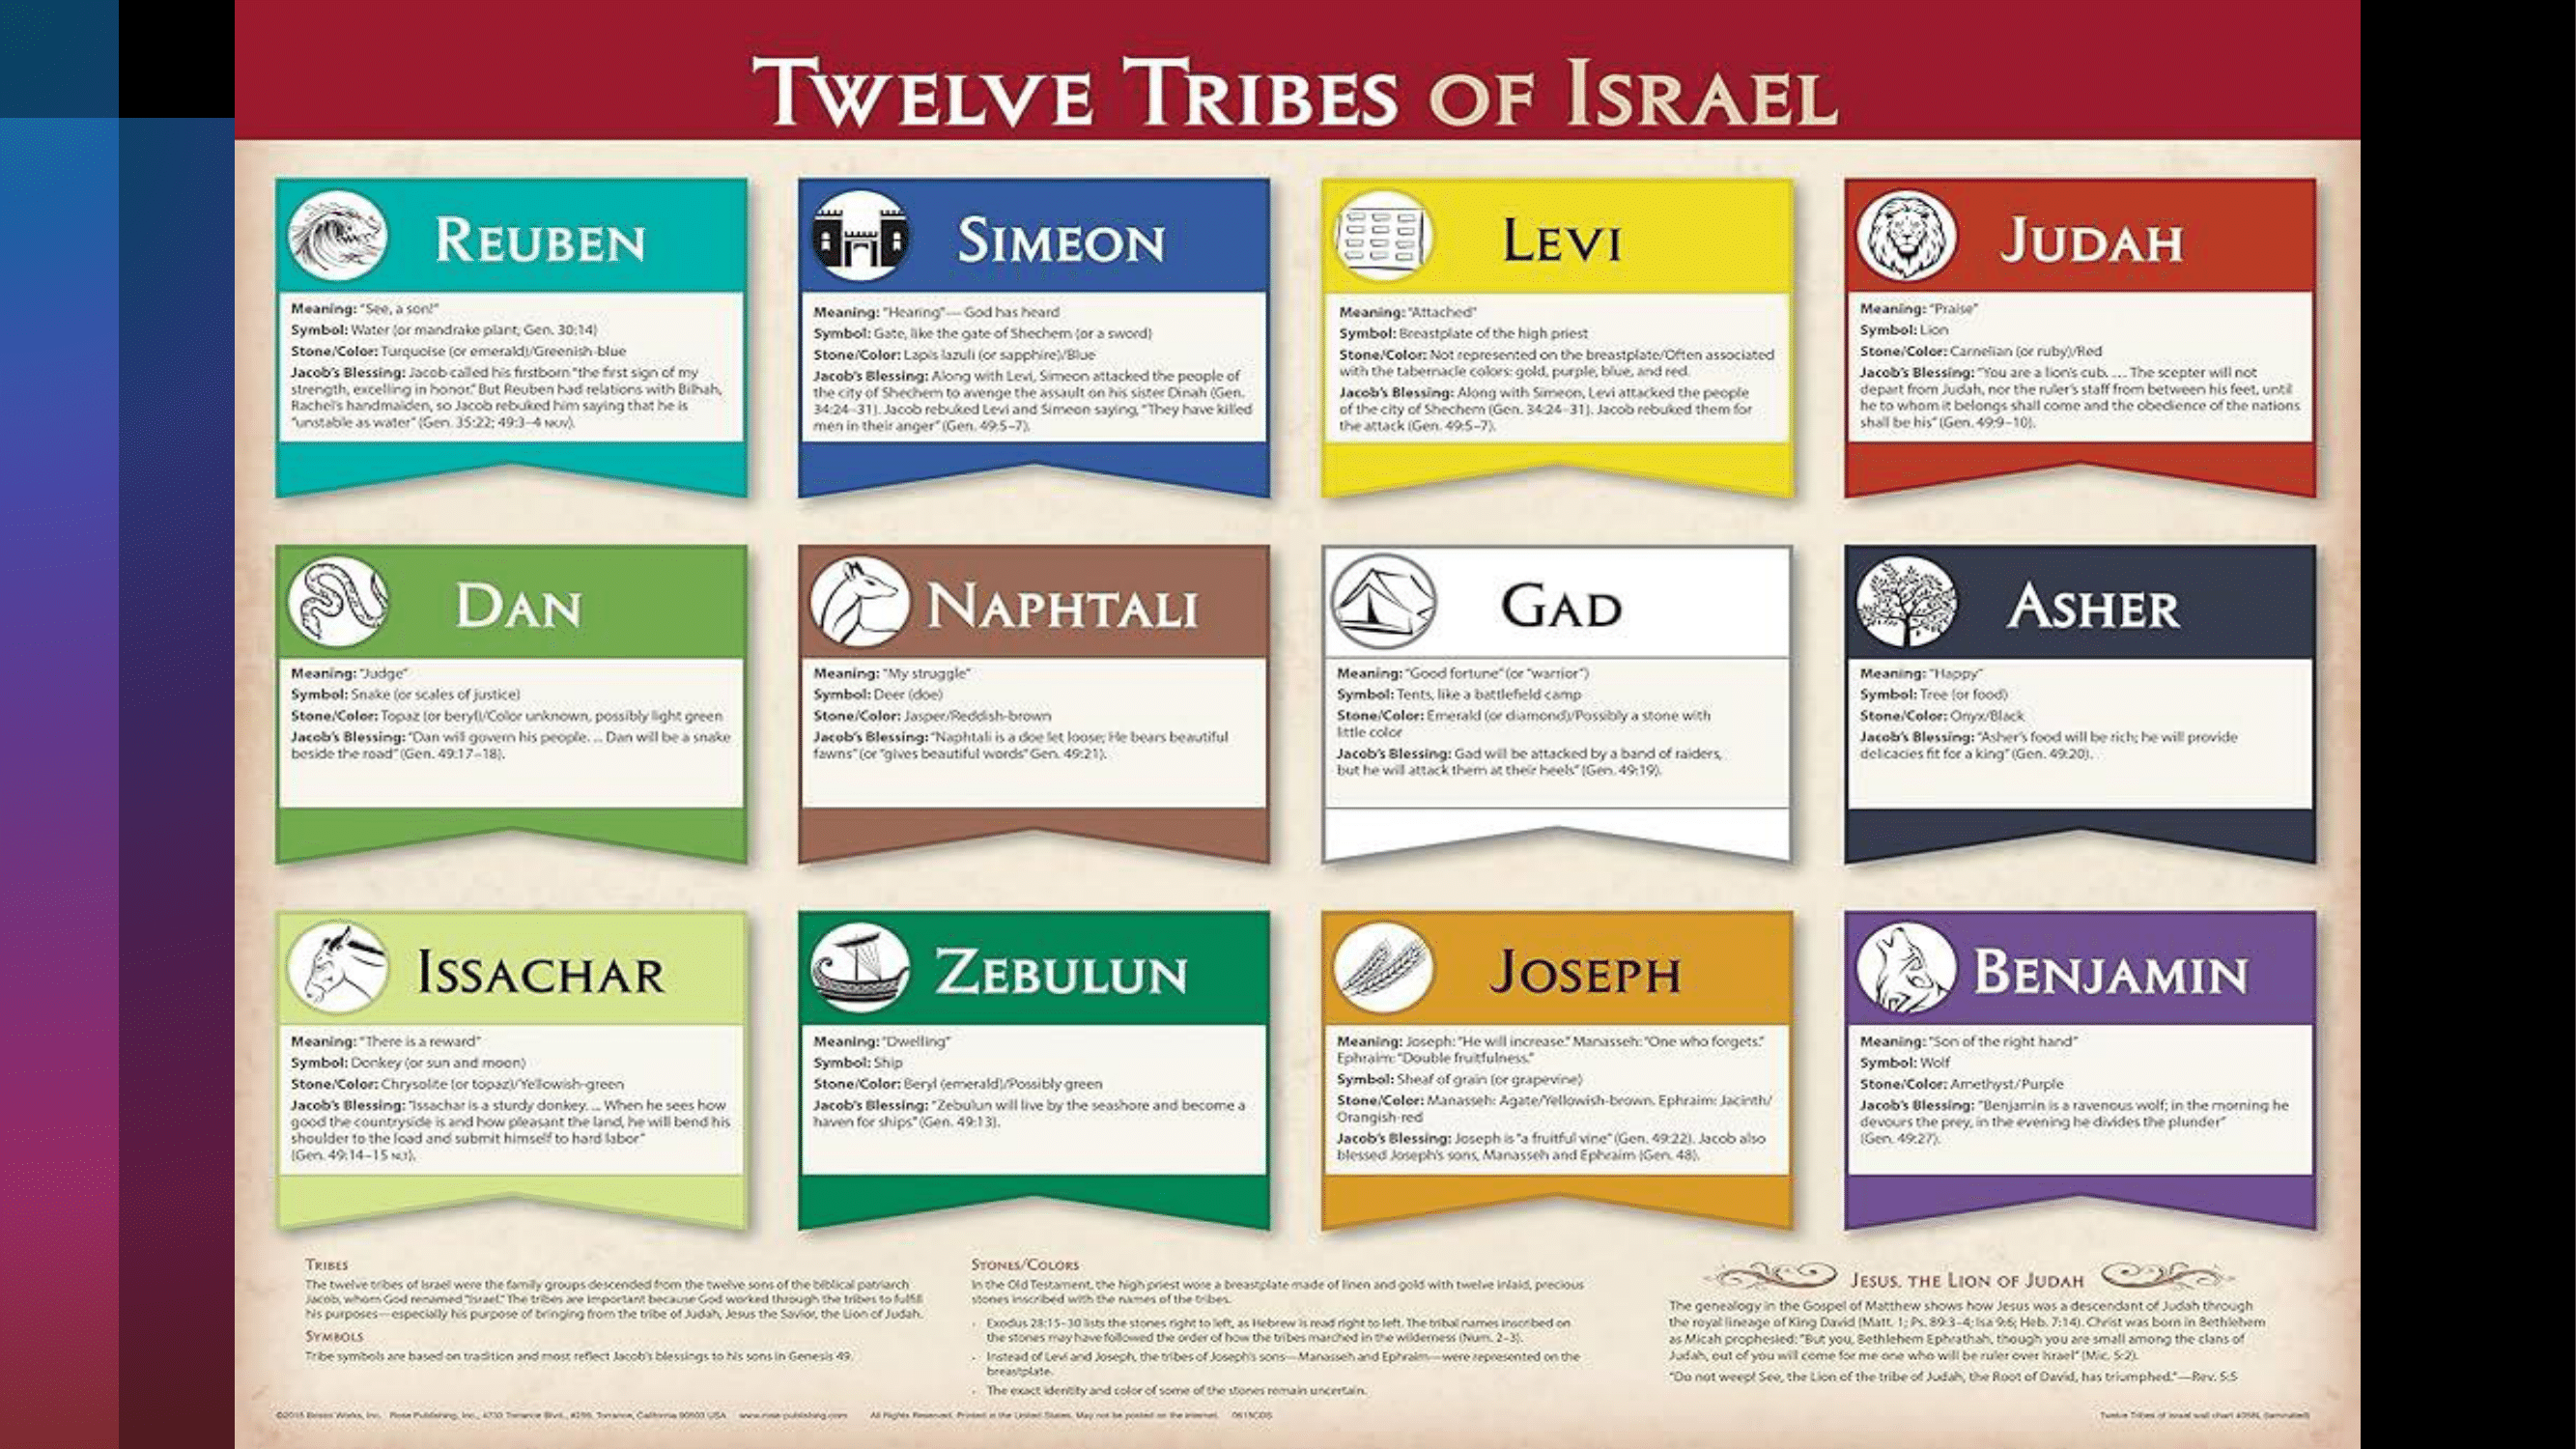 TWELVE TRIBES OF ISRAEL
REUBEN
Meaning: "See, a son!"
Symbol: Water (or mandrake plant, Gen. 30:14)
Stone/Color: Turquoise (or emerald)/Greenish-blue
Jacob's Blessing: Jacob called his firstborn "the first sign of my
strength, excelling in honor." But Reuben had relations with Bilhah,
Rachel's handmaiden, so Jacob rebuked him saying that he is
"unstable as water" (Gen. 35:22; 49:3–4 NKJV).
SIMEON
Meaning: "Hearing"— God has heard
Symbol: Gate, like the gate of Shechem (or a sword)
Stone/Color: Lapis lazuli (or sapphire)/Blue
Jacob's Blessing: Along with Levi, Simeon attacked the people of
the city of Shechem to avenge the assault on his sister Dinah (Gen.
34:24–31). Jacob rebuked Levi and Simeon saying, "They have killed
men in their anger" (Gen. 49:5–7).
LEVI
Meaning: "Attached"
Symbol: Breastplate of the high priest
Stone/Color: Not represented on the breastplate/Often associated
with the tabernacle colors: gold, purple, blue, and red.
Jacob's Blessing: Along with Simeon, Levi attacked the people
of the city of Shechem (Gen. 34:24–31). Jacob rebuked them for
the attack (Gen. 49:5–7).
JUDAH
Meaning: "Praise"
Symbol: Lion
Stone/Color: Carnelian (or ruby)/Red
Jacob's Blessing: "You are a lion's cub. ... The scepter will not
depart from Judah, nor the ruler's staff from between his feet, until
he to whom it belongs shall come and the obedience of the nations
shall be his" (Gen. 49:9–10).
DAN
Meaning: "Judge"
Symbol: Snake (or scales of justice)
Stone/Color: Topaz (or beryl)/Color unknown, possibly light green
Jacob's Blessing: "Dan will govern his people. ... Dan will be a snake
beside the road" (Gen. 49:17–18).
NAPHTALI
Meaning: "My struggle"
Symbol: Deer (doe)
Stone/Color: Jasper/Reddish-brown
Jacob's Blessing: "Naphtali is a doe let loose; He bears beautiful
fawns" (or "gives beautiful words" Gen. 49:21).
GAD
Meaning: "Good fortune" (or "warrior")
Symbol: Tents, like a battlefield camp
Stone/Color: Emerald (or diamond)/Possibly a stone with
little color
Jacob's Blessing: Gad will be attacked by a band of raiders,
but he will attack them at their heels" (Gen. 49:19).
ASHER
Meaning: "Happy"
Symbol: Tree (or food)
Stone/Color: Onyx/Black
Jacob's Blessing: "Asher's food will be rich; he will provide
delicacies fit for a king" (Gen. 49:20).
ISSACHAR
Meaning: "There is a reward"
Symbol: Donkey (or sun and moon)
Stone/Color: Chrysolite (or topaz)/Yellowish-green
Jacob's Blessing: "Issachar is a sturdy donkey. ... When he sees how
good the countryside is and how pleasant the land, he will bend his
shoulder to the load and submit himself to hard labor"
(Gen. 49:14–15 NLT).
ZEBULUN
Meaning: "Dwelling"
Symbol: Ship
Stone/Color: Beryl (emerald)/Possibly green
Jacob's Blessing: "Zebulun will live by the seashore and become a
haven for ships" (Gen. 49:13).
JOSEPH
Meaning: Joseph: "He will increase." Manasseh: "One who forgets."
Ephraim: "Double fruitfulness."
Symbol: Sheaf of grain (or grapevine)
Stone/Color: Manasseh: Agate/Yellowish-brown. Ephraim: Jacinth/
Orangish-red
Jacob's Blessing: Joseph is "a fruitful vine" (Gen. 49:22). Jacob also
blessed Joseph's sons, Manasseh and Ephraim (Gen. 48).
BENJAMIN
Meaning: "Son of the right hand"
Symbol: Wolf
Stone/Color: Amethyst/Purple
Jacob's Blessing: "Benjamin is a ravenous wolf; in the morning he
devours the prey, in the evening he divides the plunder"
(Gen. 49:27).
TRIBES
The twelve tribes of Israel were the family groups descended from the twelve sons of the biblical patriarch
Jacob, whom God renamed "Israel." The tribes are important because God worked through the tribes to fulfill
his purposes—especially his purpose of bringing from the tribe of Judah, Jesus the Savior, the Lion of Judah.
SYMBOLS
Tribe symbols are based on tradition and most reflect Jacob's blessings to his sons in Genesis 49.
STONES/COLORS
In the Old Testament, the high priest wore a breastplate made of linen and gold with twelve inlaid, precious
stones inscribed with the names of the tribes.
· Exodus 28:15–30 lists the stones right to left, as Hebrew is read right to left. The tribal names inscribed on
the stones may have followed the order of how the tribes marched in the wilderness (Num. 2–3).
· Instead of Levi and Joseph, the tribes of Joseph's sons—Manasseh and Ephraim—were represented on the
breastplate.
· The exact identity and color of some of the stones remain uncertain.
JESUS, THE LION OF JUDAH
The genealogy in the Gospel of Matthew shows how Jesus was a descendant of Judah through
the royal lineage of King David (Matt. 1; Ps. 89:3–4; Isa 9:6; Heb. 7:14). Christ was born in Bethlehem
as Micah prophesied: "But you, Bethlehem Ephrathah, though you are small among the clans of
Judah, out of you will come for me one who will be ruler over Israel" (Mic. 5:2).
"Do not weep! See, the Lion of the tribe of Judah, the Root of David, has triumphed."—Rev. 5:5
Rose Publishing, Inc., 4733 Torrance Blvd., #259, Torrance, California 90503 USA www.rose-publishing.com All Rights Reserved. Printed in the United States. May not be posted on the internet.
Twelve Tribes of Israel wall chart (laminated)